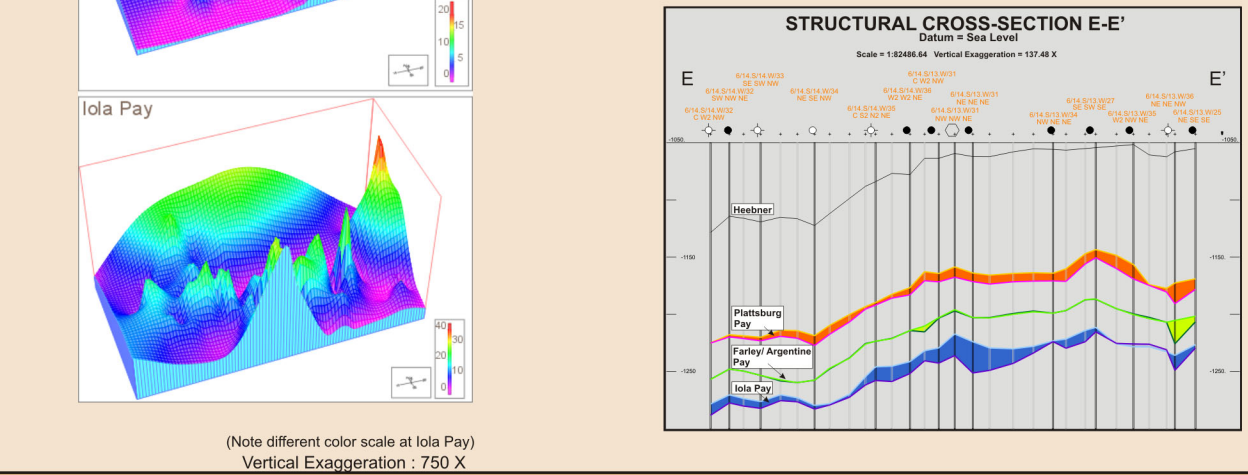 20
15
10
5
0
Iola Pay
40
30
20
10
0
(Note different color scale at Iola Pay)
Vertical Exaggeration : 750 X
STRUCTURAL CROSS-SECTION E-E'
Datum = Sea Level
Scale = 1:82486.64 Vertical Exaggeration = 137.48 X
E
E'
6/14.S/14.W/32
C W2 NW
6/14.S/14.W/32
SW NW NE
6/14.S/14.W/33
SE SW NW
6/14.S/14.W/34
NE SE NW
6/14.S/14.W/35
C S2 N2 NE
6/14.S/14.W/36
W2 W2 NE
6/14.S/13.W/31
C W2 NW
6/14.S/13.W/31
NW NW NE
6/14.S/13.W/31
NE NE NE
6/14.S/13.W/34
NW NE NE
6/14.S/13.W/27
SE SW SE
6/14.S/13.W/35
W2 NW NE
6/14.S/13.W/36
NE NE NW
6/14.S/13.W/25
NE SE SE
-1050
-1050
Heebner
-1150
-1150
Plattsburg
Pay
Farley/ Argentine
Pay
Iola Pay
-1250
-1250